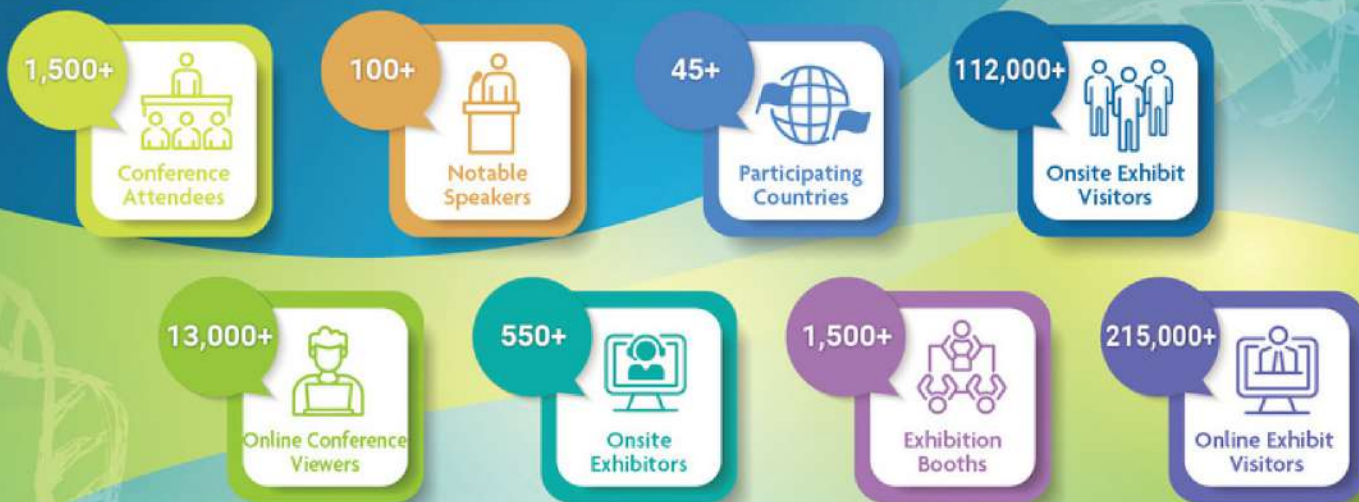 1,500+
Conference
Attendees
100+
Notable
Speakers
45+
Participating
Countries
112,000+
Onsite Exhibit
Visitors
13,000+
Online Conference
Viewers
550+
Onsite
Exhibitors
1,500+
Exhibition
Booths
215,000+
Online Exhibit
Visitors